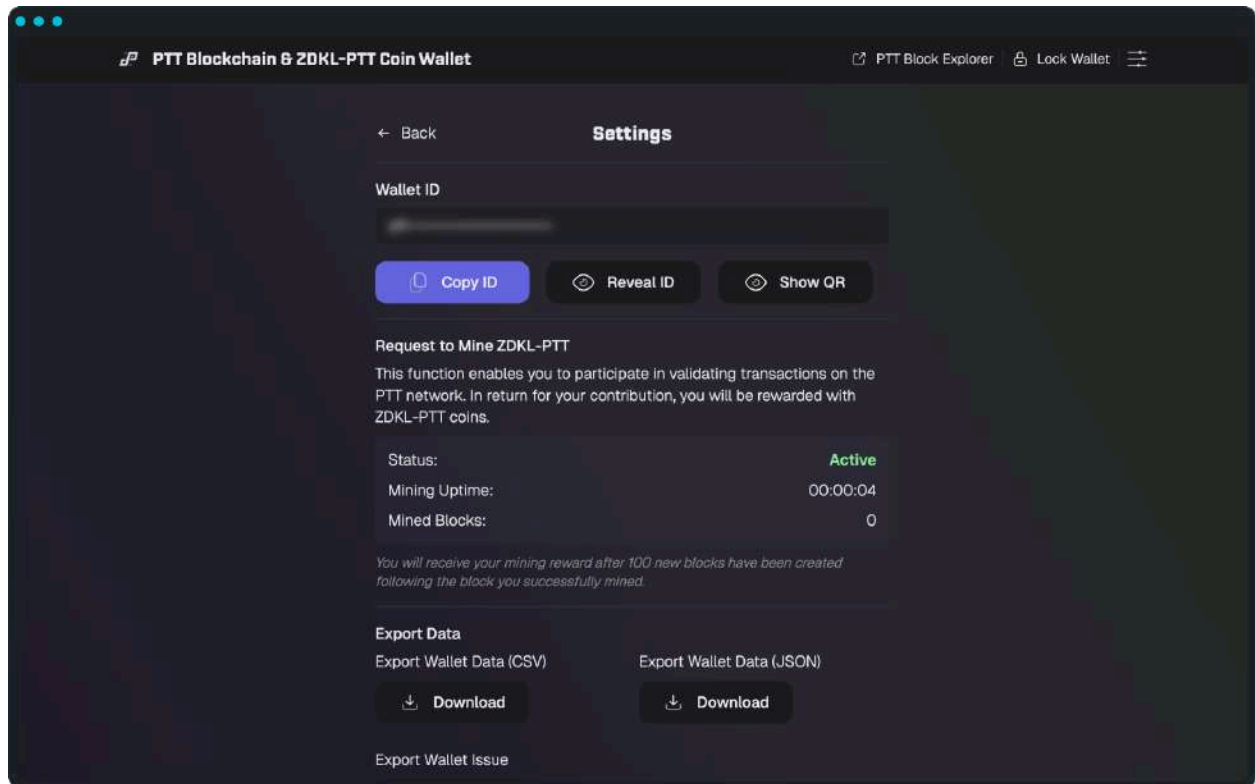 PTT Blockchain & ZDKL-PTT Coin Wallet
PTT Block Explorer
Lock Wallet
← Back
Settings
Wallet ID
Copy ID
Reveal ID
Show QR
Request to Mine ZDKL-PTT
This function enables you to participate in validating transactions on the
PTT network. In return for your contribution, you will be rewarded with
ZDKL-PTT coins.
Status: Active
Mining Uptime: 00:00:04
Mined Blocks: 0
You will receive your mining reward after 100 new blocks have been created
following the block you successfully mined.
Export Data
Export Wallet Data (CSV)
Export Wallet Data (JSON)
Download
Download
Export Wallet Issue